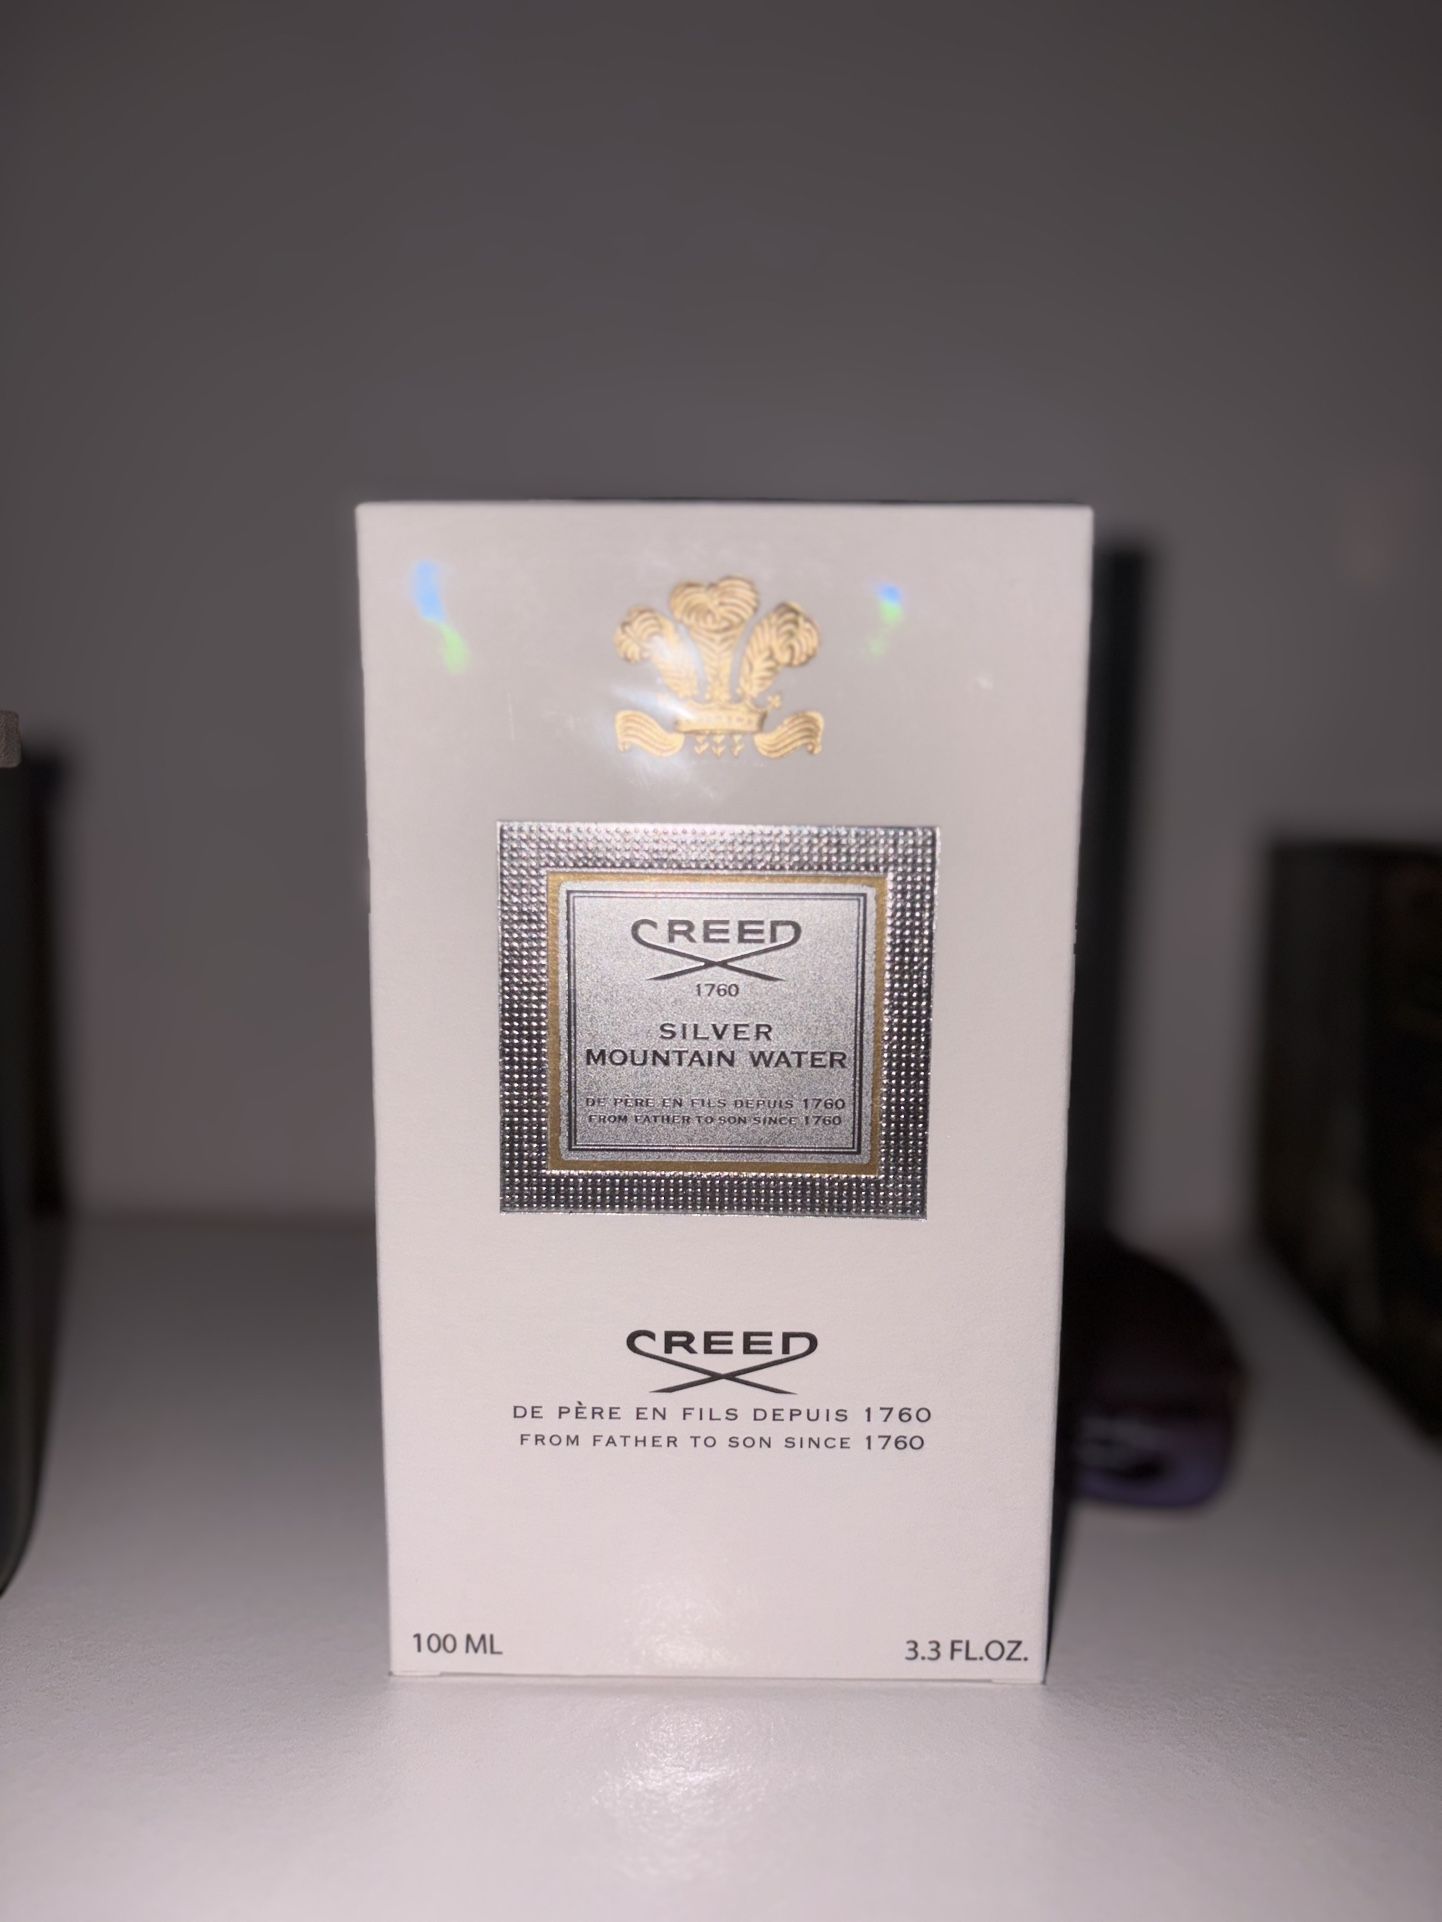 CREED
1760
SILVER
MOUNTAIN WATER
DE PÈRE EN FILS DEPUIS 1760
FROM FATHER TO SON SINCE 1760
CREED
DE PÈRE EN FILS DEPUIS 1760
FROM FATHER TO SON SINCE 1760
100 ML
3.3 FL.OZ.